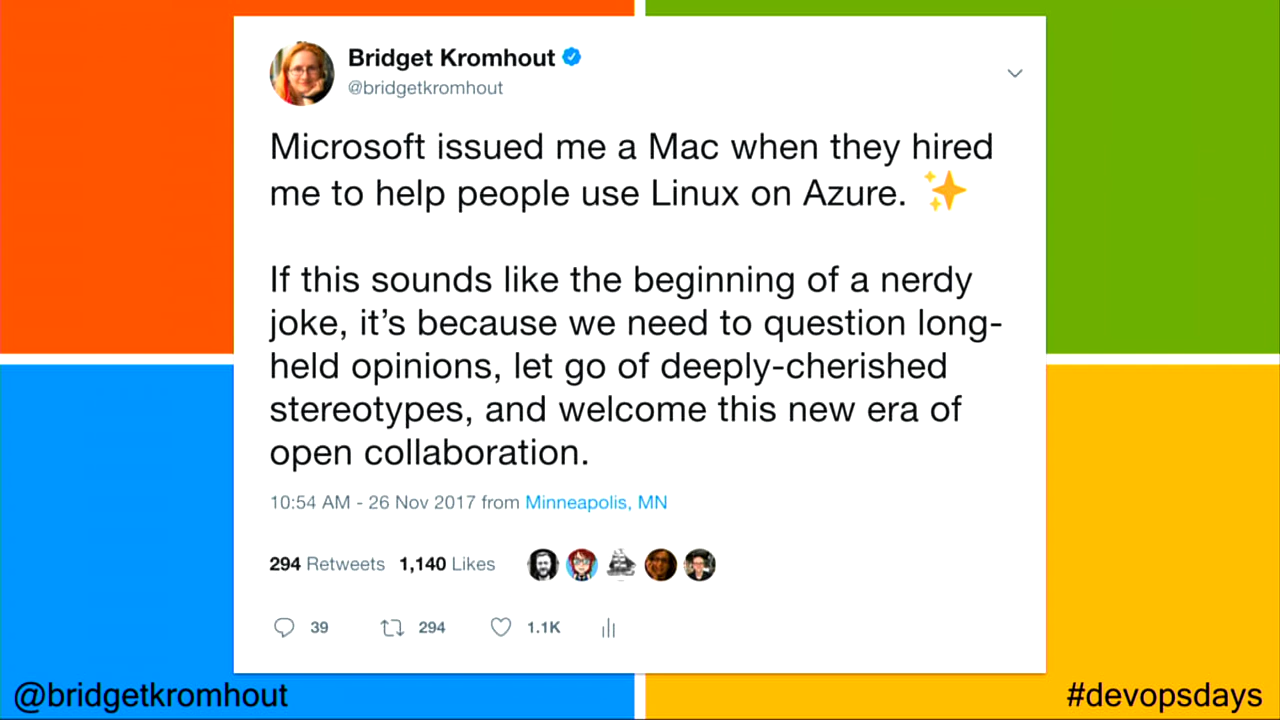 Bridget Kromhout
@bridgetkromhout
Microsoft issued me a Mac when they hired
me to help people use Linux on Azure. ✨
If this sounds like the beginning of a nerdy
joke, it’s because we need to question long-
held opinions, let go of deeply-cherished
stereotypes, and welcome this new era of
open collaboration.
10:54 AM - 26 Nov 2017 from Minneapolis, MN
294 Retweets 1,140 Likes
39 294 1.1K
@bridgetkromhout #devopsdays